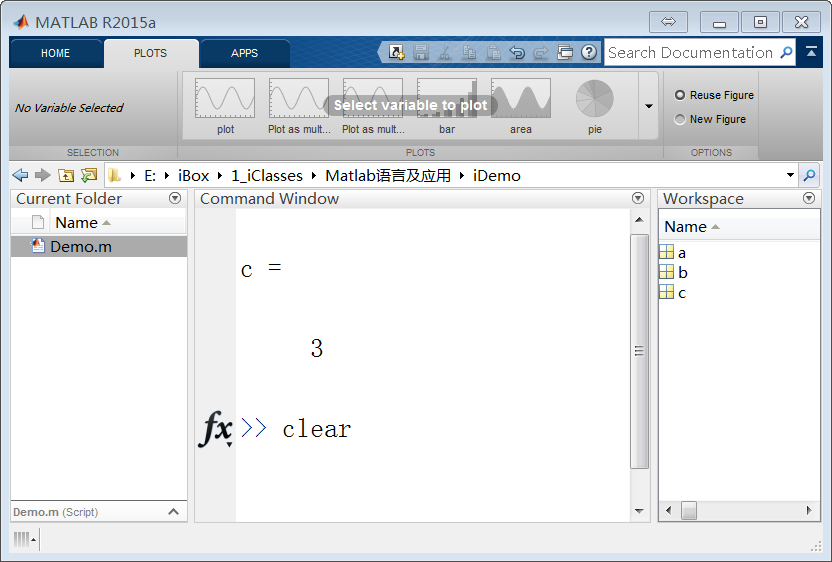 MATLAB R2015a
HOME
PLOTS
APPS
Search Documentation
No Variable Selected
Select variable to plot
plot
Plot as mult...
Plot as mult...
bar
area
pie
Reuse Figure
New Figure
SELECTION
PLOTS
OPTIONS
E: iBox 1_iClasses Matlab语言及应用 iDemo
Current Folder
Name
Demo.m
Demo.m (Script)
Command Window
c =
3
fx >> clear
Workspace
Name
a
b
c